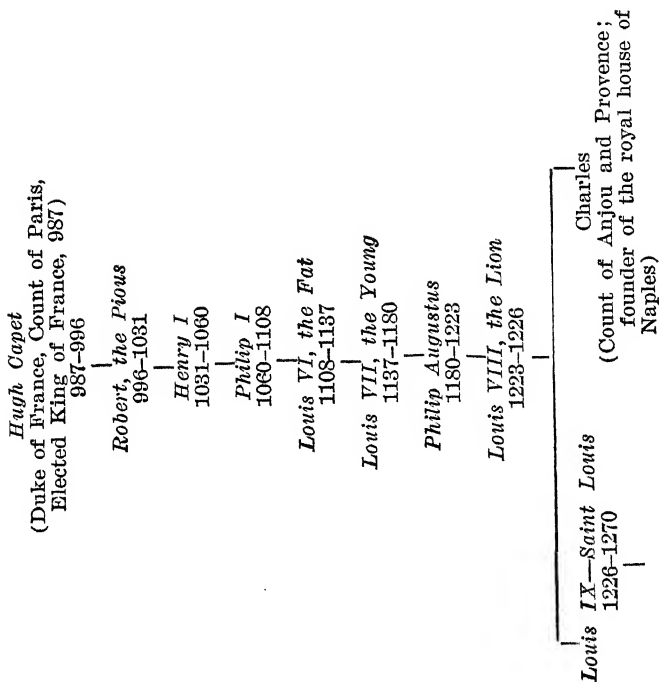 Hugh Capet
(Duke of France, Count of Paris,
Elected King of France, 987)
987–996
Robert, the Pious
996–1031
Henry I
1031–1060
Philip I
1060–1108
Louis VI, the Fat
1108–1137
Louis VII, the Young
1137–1180
Philip Augustus
1180–1223
Louis VIII, the Lion
1223–1226
Louis IX—Saint Louis
1226–1270
Charles
(Count of Anjou and Provence;
founder of the royal house of
Naples)